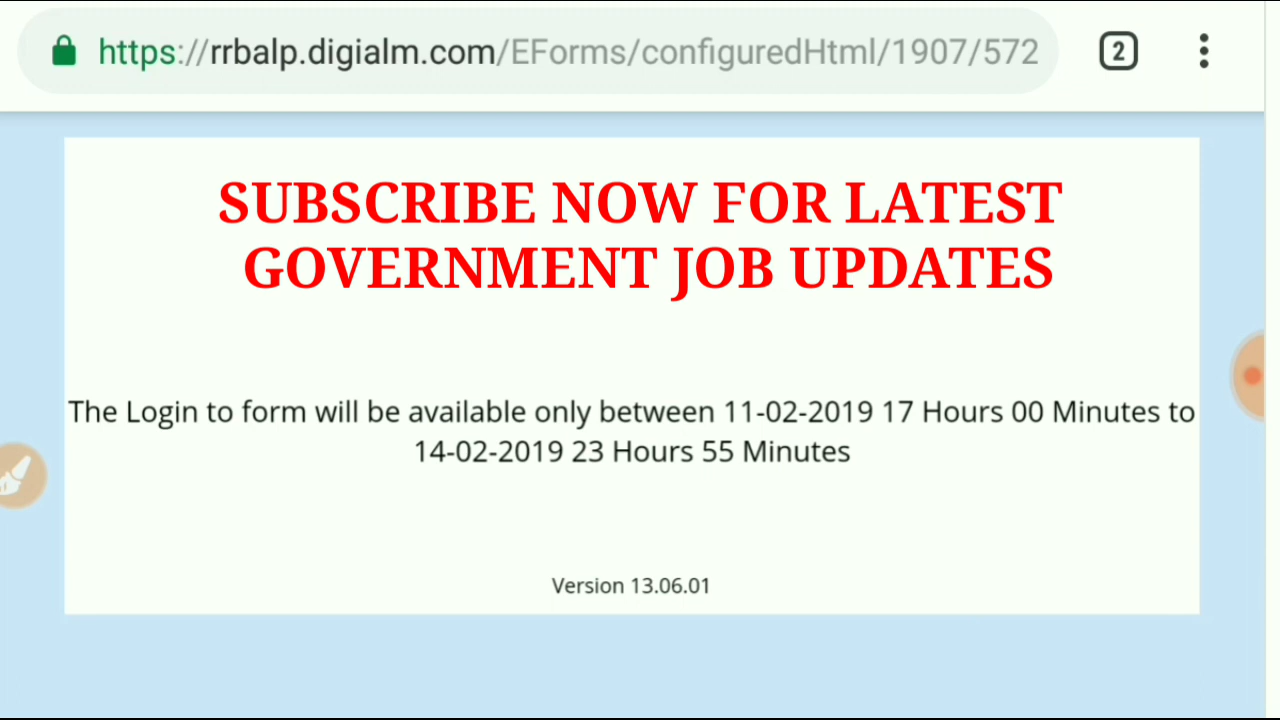 https://rrbalp.digialm.com/EForms/configuredHtml/1907/572
2
SUBSCRIBE NOW FOR LATEST
GOVERNMENT JOB UPDATES
The Login to form will be available only between 11-02-2019 17 Hours 00 Minutes to
14-02-2019 23 Hours 55 Minutes
Version 13.06.01